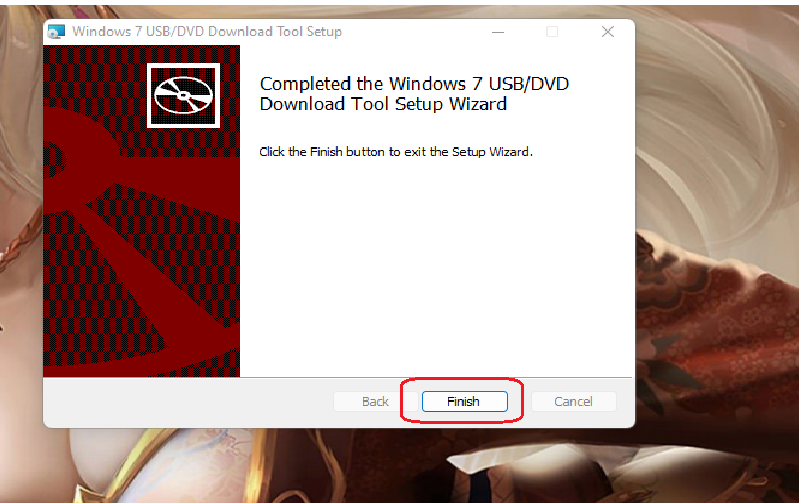 Windows 7 USB/DVD Download Tool Setup
Completed the Windows 7 USB/DVD
Download Tool Setup Wizard
Click the Finish button to exit the Setup Wizard.
Back Finish Cancel